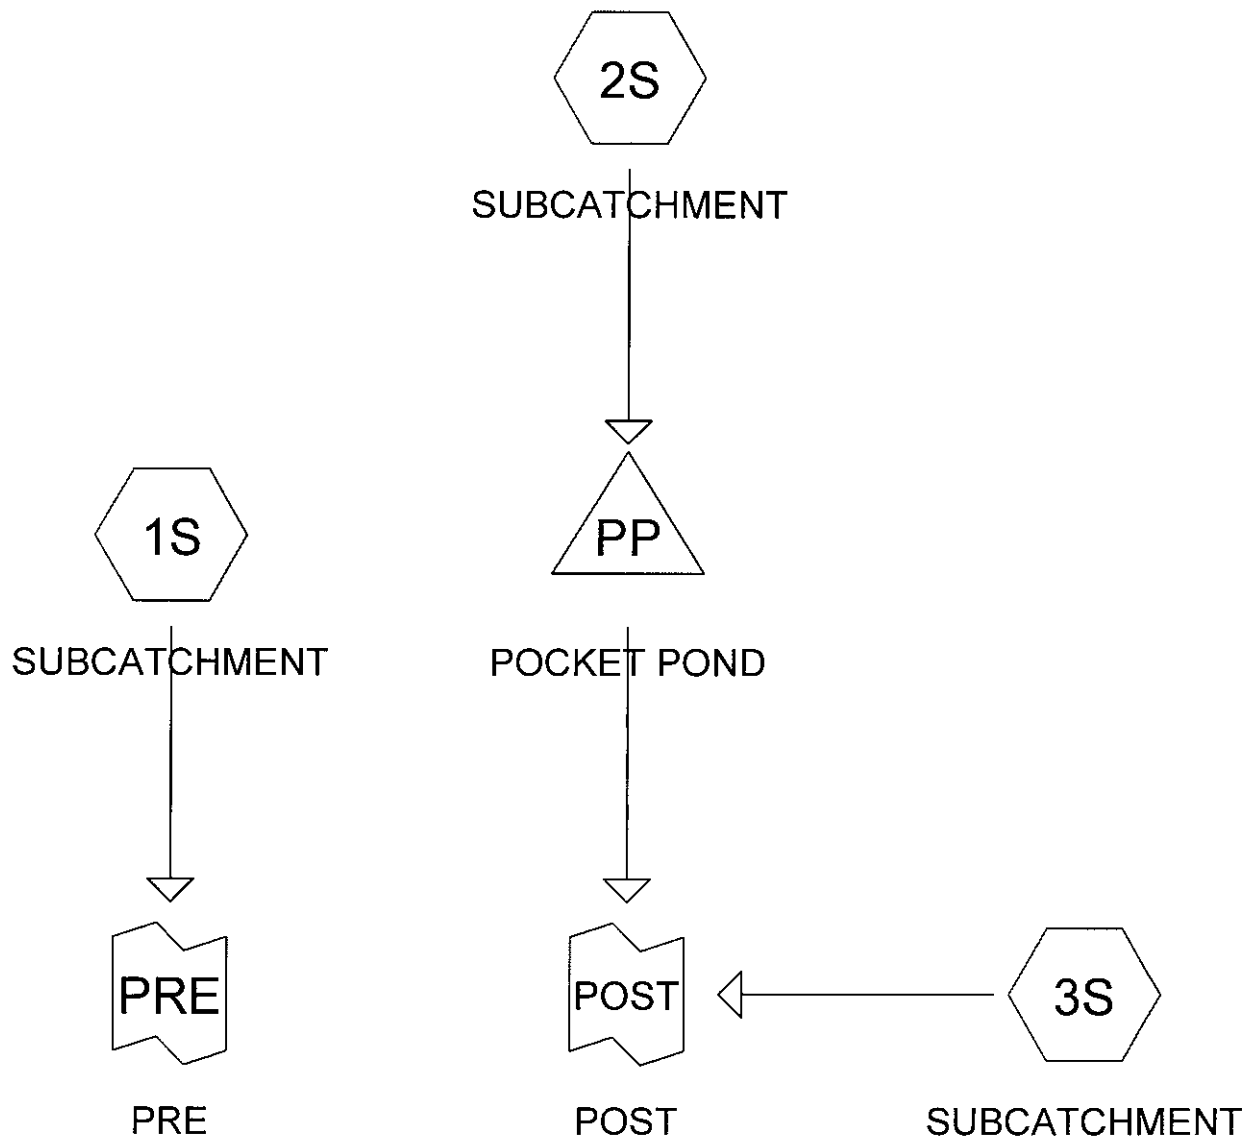 2S
SUBCATCHMENT
1S
PP
SUBCATCHMENT
POCKET POND
PRE
POST
3S
PRE
POST
SUBCATCHMENT